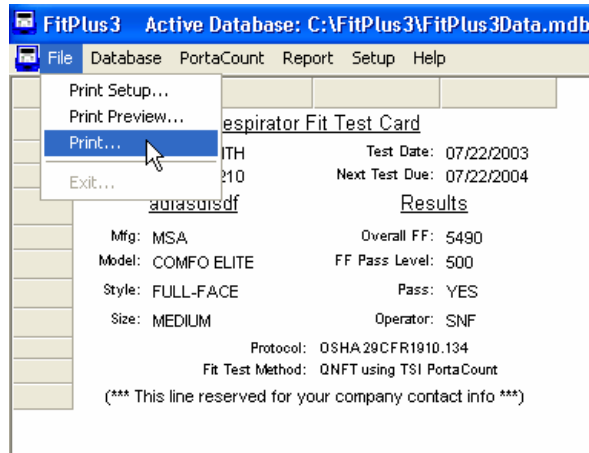 FitPlus3 Active Database: C:\FitPlus3\FitPlus3Data.mdb
File Database PortaCount Report Setup Help
Print Setup...
Print Preview...
Print...
Exit...
espirator Fit Test Card
ITH Test Date: 07/22/2003
210 Next Test Due: 07/22/2004
Results
Mfg: MSA Overall FF: 5490
Model: COMFO ELITE FF Pass Level: 500
Style: FULL-FACE Pass: YES
Size: MEDIUM Operator: SNF
Protocol: OSHA29CFR1910.134
Fit Test Method: QNFT using TSI PortaCount
(*** This line reserved for your company contact info ***)